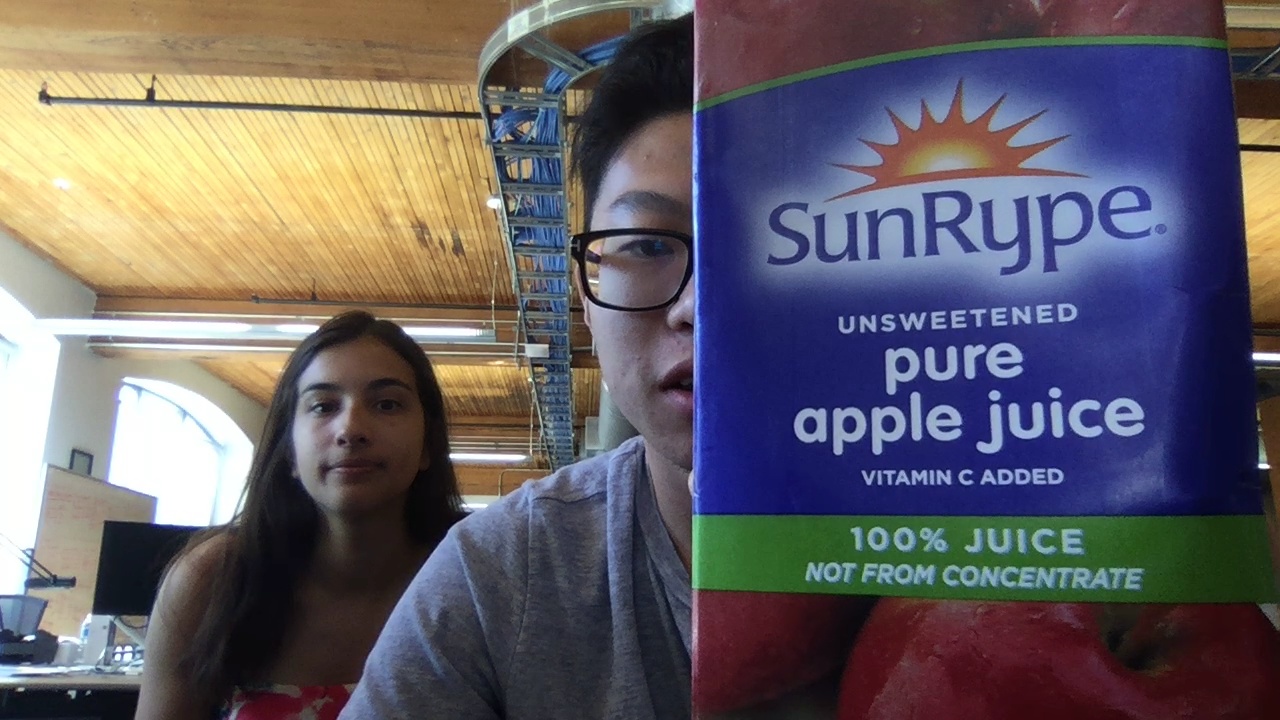 SunRype®
UNSWEETENED
pure
apple juice
VITAMIN C ADDED
100% JUICE
NOT FROM CONCENTRATE